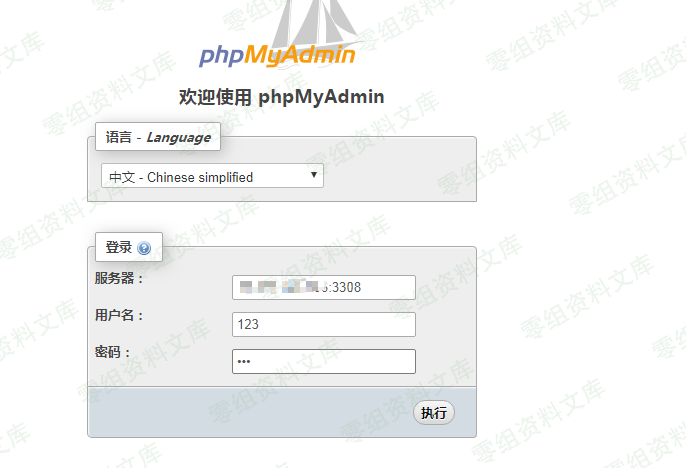 phpMyAdmin
欢迎使用 phpMyAdmin
语言 - Language
中文 - Chinese simplified
登录
服务器：
:3308
用户名：
123
密码：
•••
执行
零组资料文库